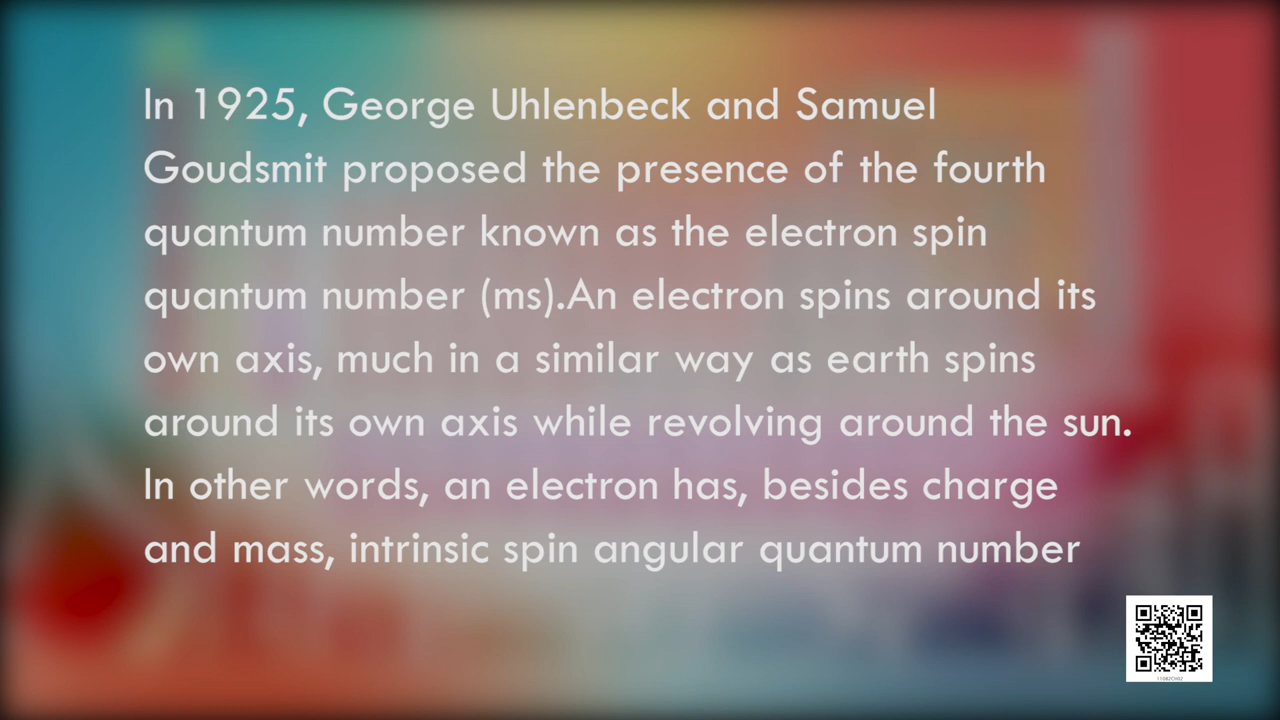 In 1925, George Uhlenbeck and Samuel
Goudsmit proposed the presence of the fourth
quantum number known as the electron spin
quantum number (ms).An electron spins around its
own axis, much in a similar way as earth spins
around its own axis while revolving around the sun.
In other words, an electron has, besides charge
and mass, intrinsic spin angular quantum number